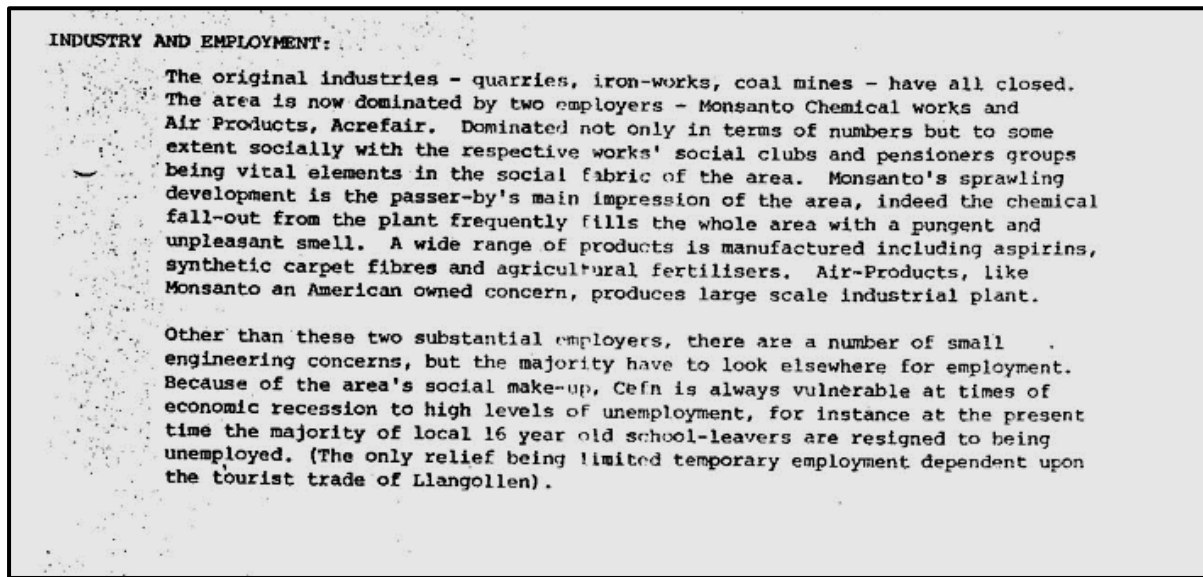 INDUSTRY AND EMPLOYMENT:
The original industries - quarries, iron-works, coal mines - have all closed.
The area is now dominated by two employers - Monsanto Chemical works and
Air Products, Acrefair. Dominated not only in terms of numbers but to some
extent socially with the respective works' social clubs and pensioners groups
being vital elements in the social fabric of the area. Monsanto's sprawling
development is the passer-by's main impression of the area, indeed the chemical
fall-out from the plant frequently fills the whole area with a pungent and
unpleasant smell. A wide range of products is manufactured including aspirins,
synthetic carpet fibres and agricultural fertilisers. Air-Products, like
Monsanto an American owned concern, produces large scale industrial plant.
Other than these two substantial employers, there are a number of small
engineering concerns, but the majority have to look elsewhere for employment.
Because of the area's social make-up, Cefn is always vulnerable at times of
economic recession to high levels of unemployment, for instance at the present
time the majority of local 16 year old school-leavers are resigned to being
unemployed. (The only relief being limited temporary employment dependent upon
the tourist trade of Llangollen).